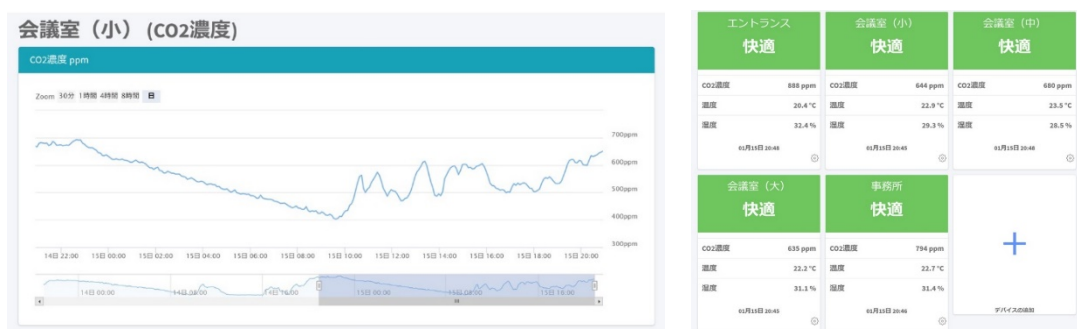 会議室（小）(CO2濃度)
CO2濃度 ppm
Zoom 30分 1時間 4時間 8時間 日
700ppm
600ppm
500ppm
400ppm
300ppm
14日 22:00 15日 00:00 15日 02:00 15日 04:00 15日 06:00 15日 08:00 15日 10:00 15日 12:00 15日 14:00 15日 16:00 15日 18:00 15日 20:00
14日 00:00 14日 08:00 14日 16:00 15日 00:00 15日 08:00 15日 16:00
エントランス
快適
CO2濃度 888 ppm
温度 20.4 °C
湿度 32.4 %
01月15日 20:46
会議室（小）
快適
CO2濃度 644 ppm
温度 22.9 °C
湿度 29.3 %
01月15日 20:45
会議室（中）
快適
CO2濃度 680 ppm
温度 23.5 °C
湿度 28.5 %
01月15日 20:46
会議室（大）
快適
CO2濃度 635 ppm
温度 22.2 °C
湿度 31.1 %
01月15日 20:45
事務所
快適
CO2濃度 794 ppm
温度 22.7 °C
湿度 31.4 %
01月15日 20:46
デバイスの追加